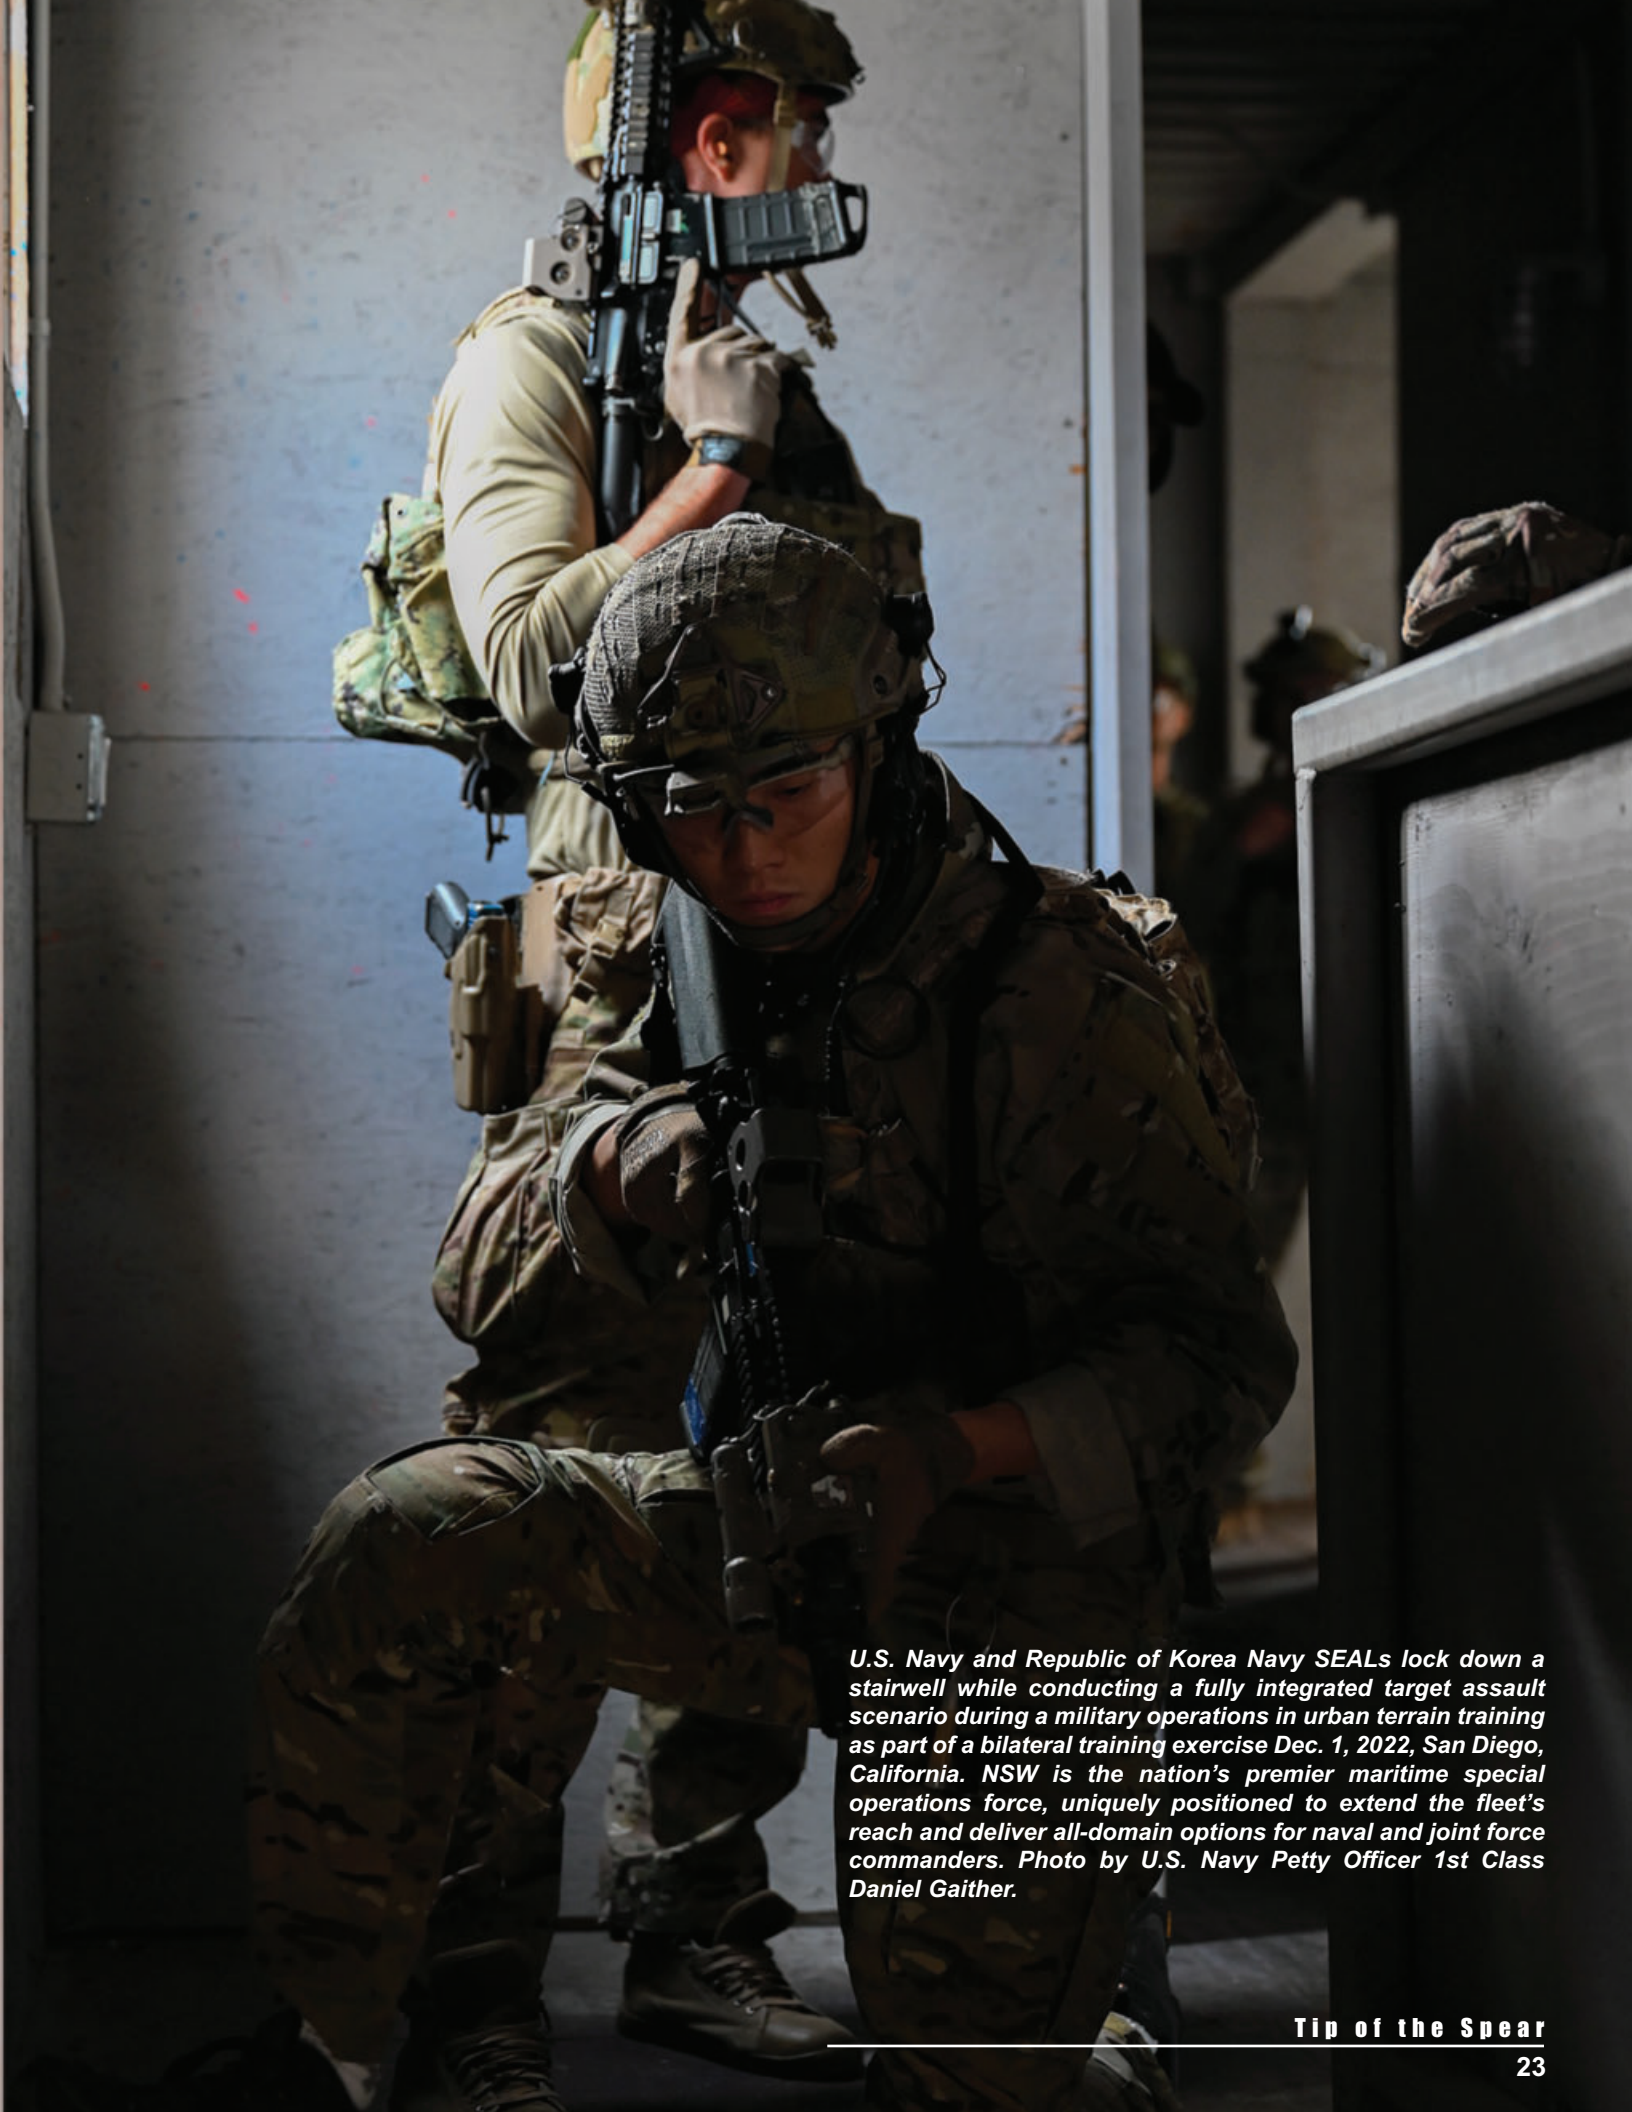 U.S. Navy and Republic of Korea Navy SEALs lock down a
stairwell while conducting a fully integrated target assault
scenario during a military operations in urban terrain training
as part of a bilateral training exercise Dec. 1, 2022, San Diego,
California. NSW is the nation’s premier maritime special
operations force, uniquely positioned to extend the fleet’s
reach and deliver all-domain options for naval and joint force
commanders. Photo by U.S. Navy Petty Officer 1st Class
Daniel Gaither.
Tip of the Spear
23